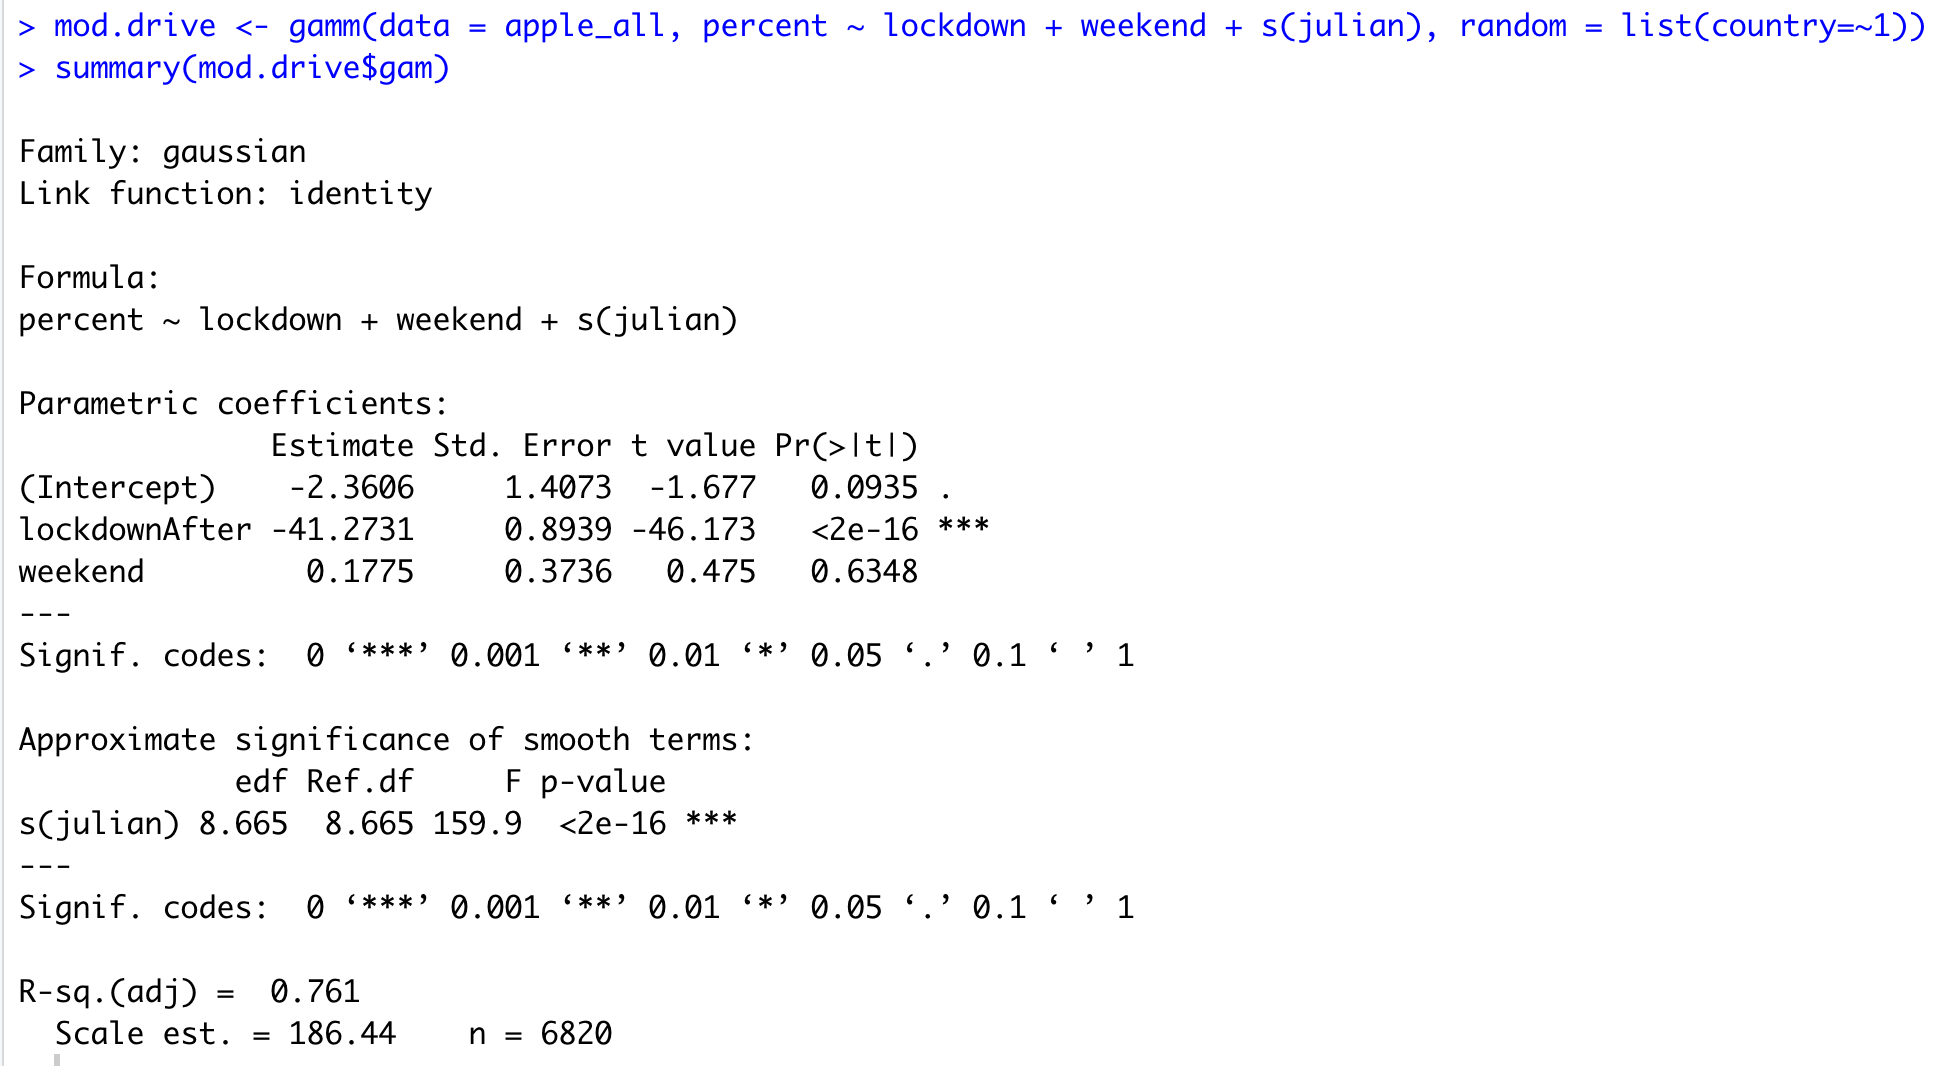 > mod.drive <- gamm(data = apple_all, percent ~ lockdown + weekend + s(julian), random = list(country=~1))
> summary(mod.drive$gam)

Family: gaussian
Link function: identity

Formula:
percent ~ lockdown + weekend + s(julian)

Parametric coefficients:
              Estimate Std. Error t value Pr(>|t|)
(Intercept)    -2.3606     1.4073  -1.677   0.0935 .
lockdownAfter -41.2731     0.8939 -46.173   <2e-16 ***
weekend         0.1775     0.3736   0.475   0.6348
---
Signif. codes:  0 ‘***’ 0.001 ‘**’ 0.01 ‘*’ 0.05 ‘.’ 0.1 ‘ ’ 1

Approximate significance of smooth terms:
            edf Ref.df     F p-value
s(julian) 8.665  8.665 159.9  <2e-16 ***
---
Signif. codes:  0 ‘***’ 0.001 ‘**’ 0.01 ‘*’ 0.05 ‘.’ 0.1 ‘ ’ 1

R-sq.(adj) =  0.761
  Scale est. = 186.44    n = 6820